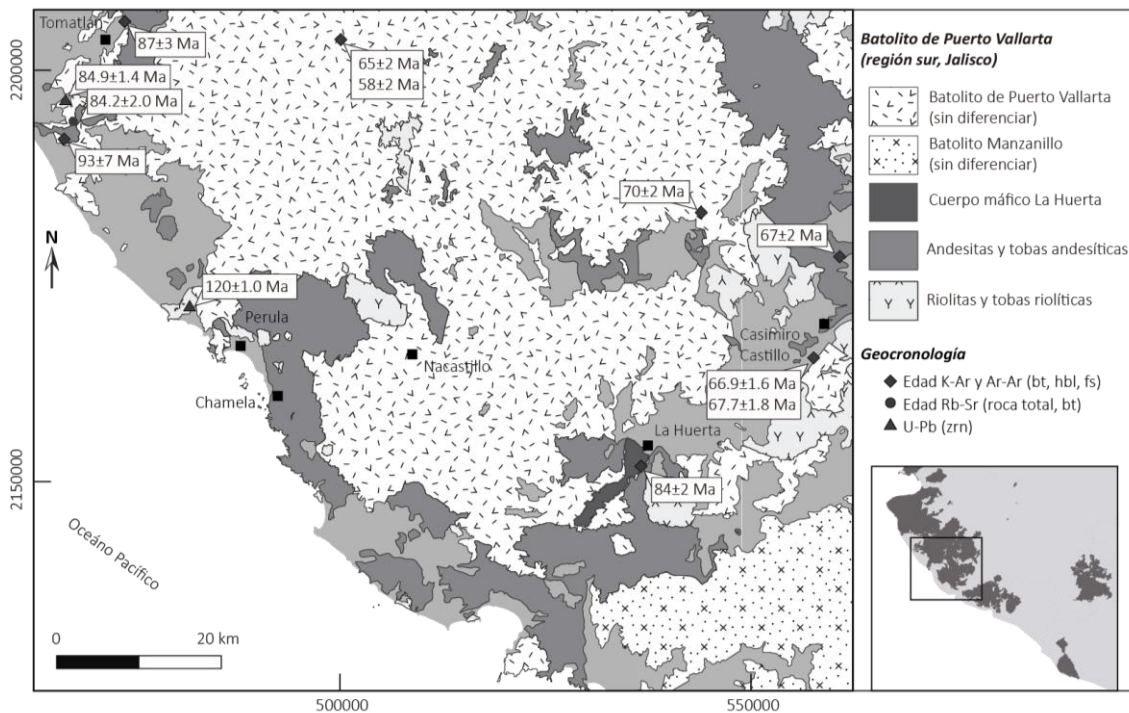 Tomatlán
87±3 Ma
65±2 Ma
58±2 Ma
84.9±1.4 Ma
84.2±2.0 Ma
93±7 Ma
2200000
N
70±2 Ma
67±2 Ma
120±1.0 Ma
Perula
Casimiro
Castillo
Nacastillo
66.9±1.6 Ma
67.7±1.8 Ma
Chamela
La Huerta
84±2 Ma
2150000
Oceáno Pacífico
0 20 km
500000 550000
Batolito de Puerto Vallarta
(región sur, Jalisco)
Batolito de Puerto Vallarta
(sin diferenciar)
Batolito Manzanillo
(sin diferenciar)
Cuerpo máfico La Huerta
Andesitas y tobas andesíticas
Riolitas y tobas riolíticas
Geocronología
Edad K-Ar y Ar-Ar (bt, hbl, fs)
Edad Rb-Sr (roca total, bt)
U-Pb (zrn)